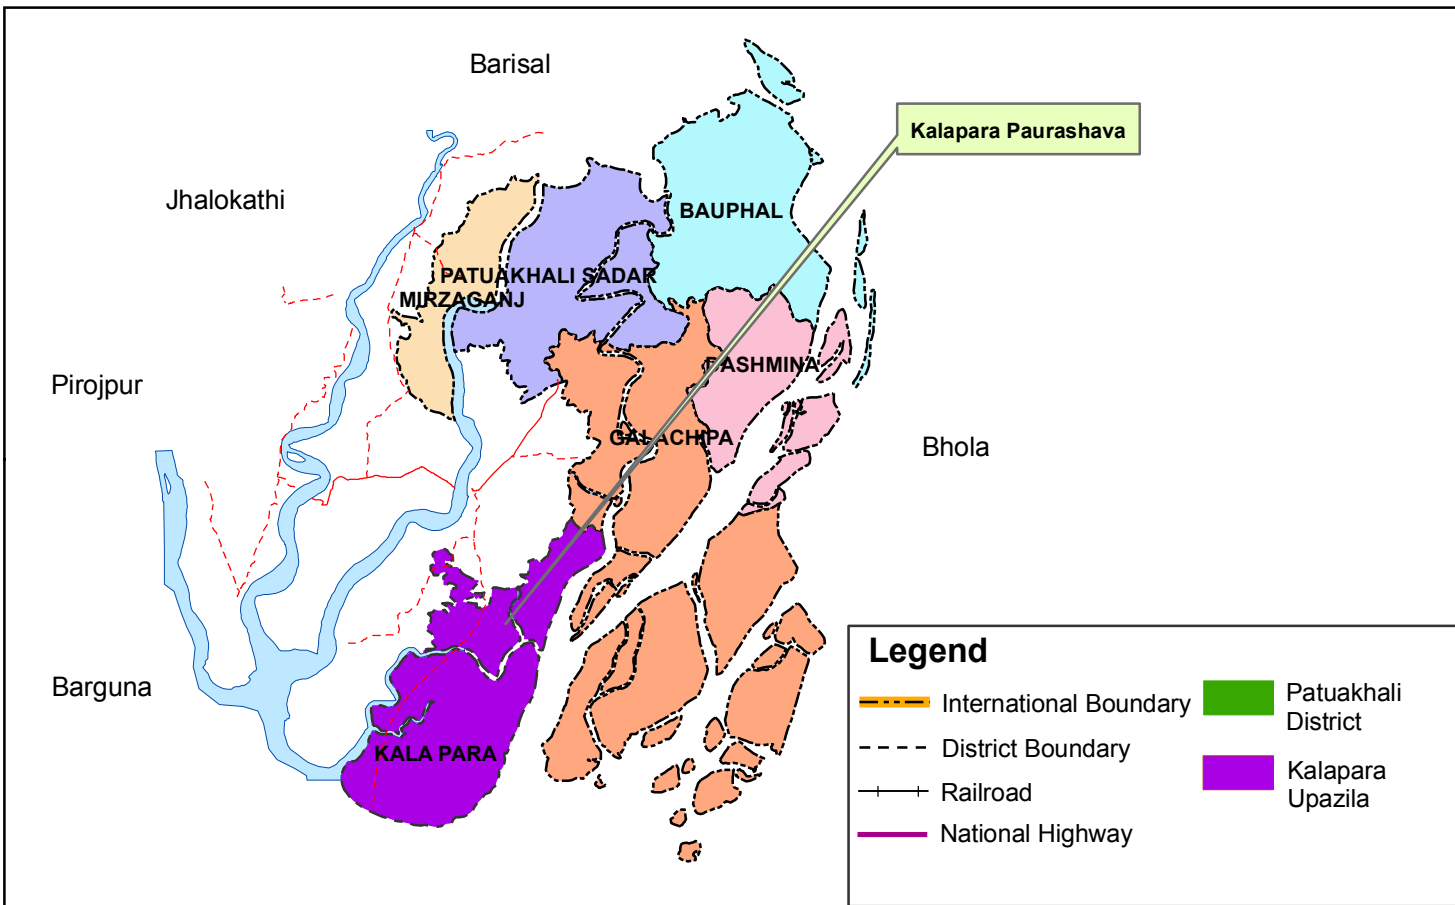 Barisal
Kalapara Paurashava
Jhalokathi
BAUPHAL
PATUAKHALI SADAR
MIRZAGANJ
DASHMINA
Pirojpur
GALACHIPA
Bhola
Barguna
KALA PARA
Legend
International Boundary
District Boundary
Railroad
National Highway
Patuakhali
District
Kalapara
Upazila